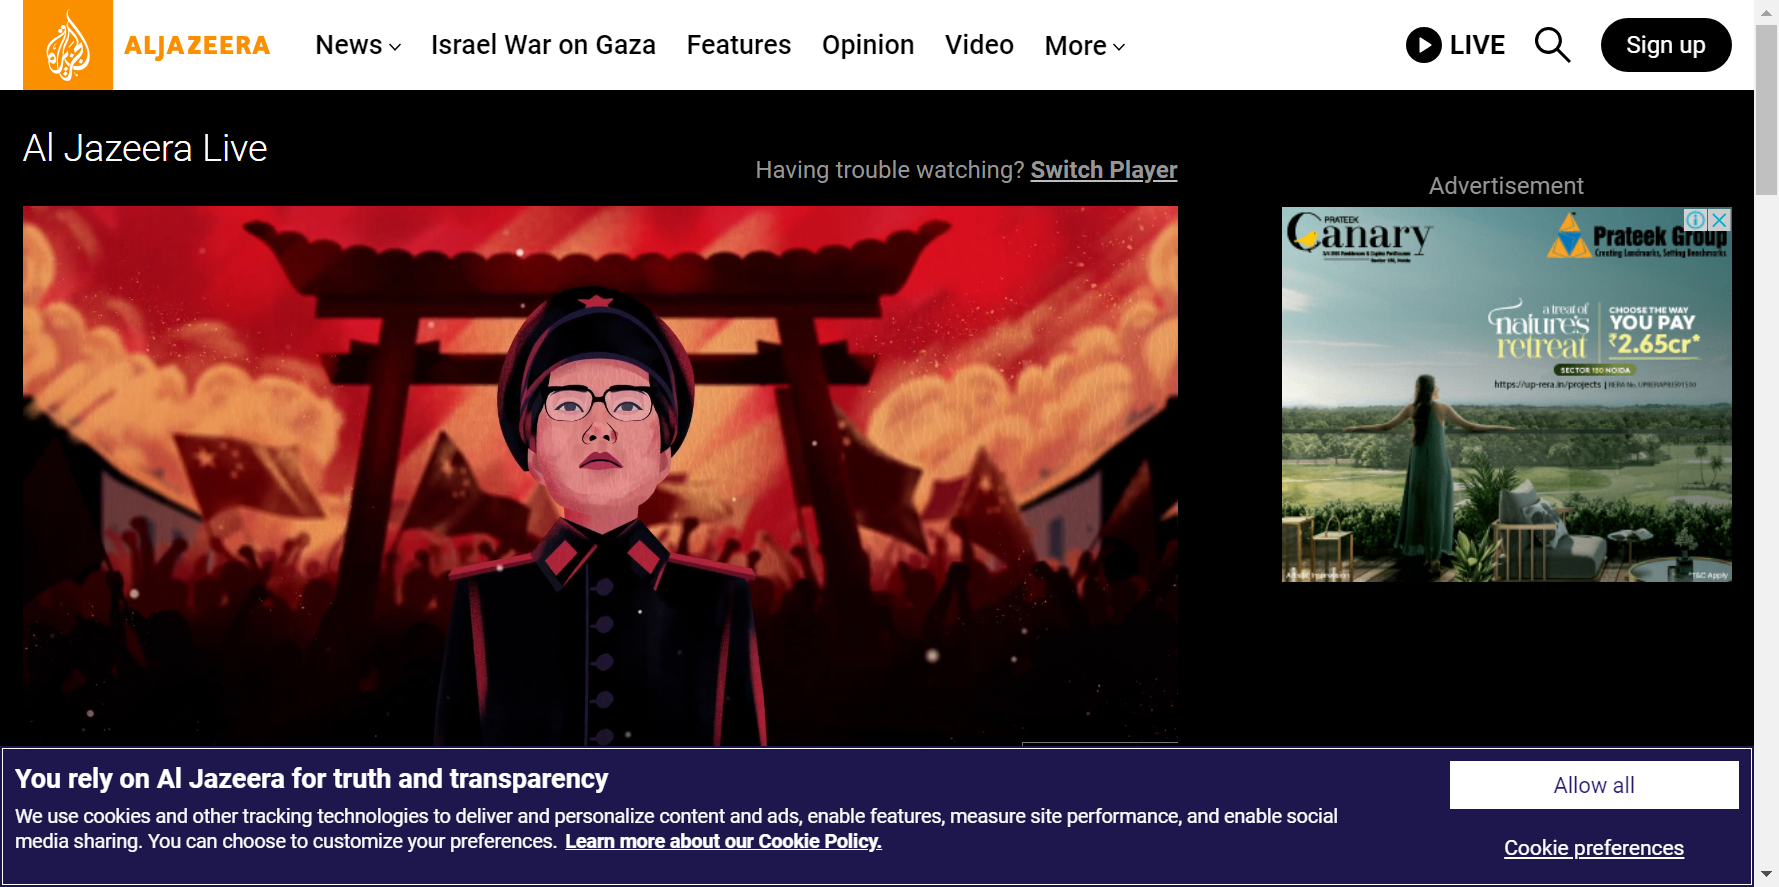 ALJAZEERA
News
Israel War on Gaza
Features
Opinion
Video
More
LIVE
Sign up
Al Jazeera Live
Having trouble watching? Switch Player
Advertisement
PRATEEK
Canary
Prateek Group
Creating Landmarks, Setting Benchmarks
a treat of
nature's
retreat
CHOOSE THE WAY
YOU PAY
₹2.65cr*
SECTOR 150 NOIDA
https://up-rera.in/projects
Artistic Impression
*T&C Apply
You rely on Al Jazeera for truth and transparency
We use cookies and other tracking technologies to deliver and personalize content and ads, enable features, measure site performance, and enable social
media sharing. You can choose to customize your preferences. Learn more about our Cookie Policy.
Allow all
Cookie preferences